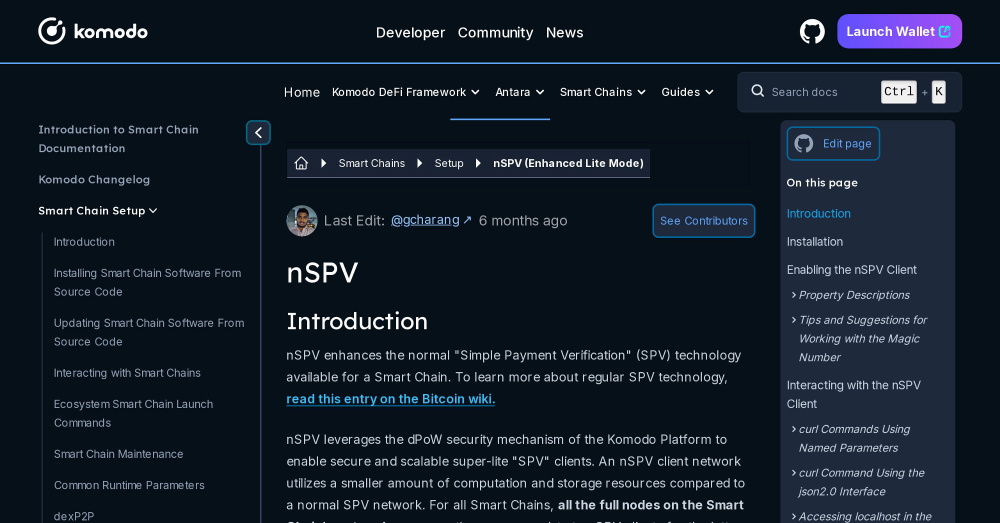 komodo
Developer Community News
Launch Wallet
Home Komodo DeFi Framework Antara Smart Chains Guides
Search docs Ctrl + K
Introduction to Smart Chain
Documentation
Komodo Changelog
Smart Chain Setup
Introduction
Installing Smart Chain Software From
Source Code
Updating Smart Chain Software From
Source Code
Interacting with Smart Chains
Ecosystem Smart Chain Launch
Commands
Smart Chain Maintenance
Common Runtime Parameters
dexP2P
Smart Chains Setup nSPV (Enhanced Lite Mode)
Last Edit: @gcharang ↗ 6 months ago
See Contributors
nSPV
Introduction
nSPV enhances the normal "Simple Payment Verification" (SPV) technology
available for a Smart Chain. To learn more about regular SPV technology,
read this entry on the Bitcoin wiki.
nSPV leverages the dPoW security mechanism of the Komodo Platform to
enable secure and scalable super-lite "SPV" clients. An nSPV client network
utilizes a smaller amount of computation and storage resources compared to
a normal SPV network. For all Smart Chains, all the full nodes on the Smart
Edit page
On this page
Introduction
Installation
Enabling the nSPV Client
Property Descriptions
Tips and Suggestions for
Working with the Magic
Number
Interacting with the nSPV
Client
curl Commands Using
Named Parameters
curl Command Using the
json2.0 Interface
Accessing localhost in the